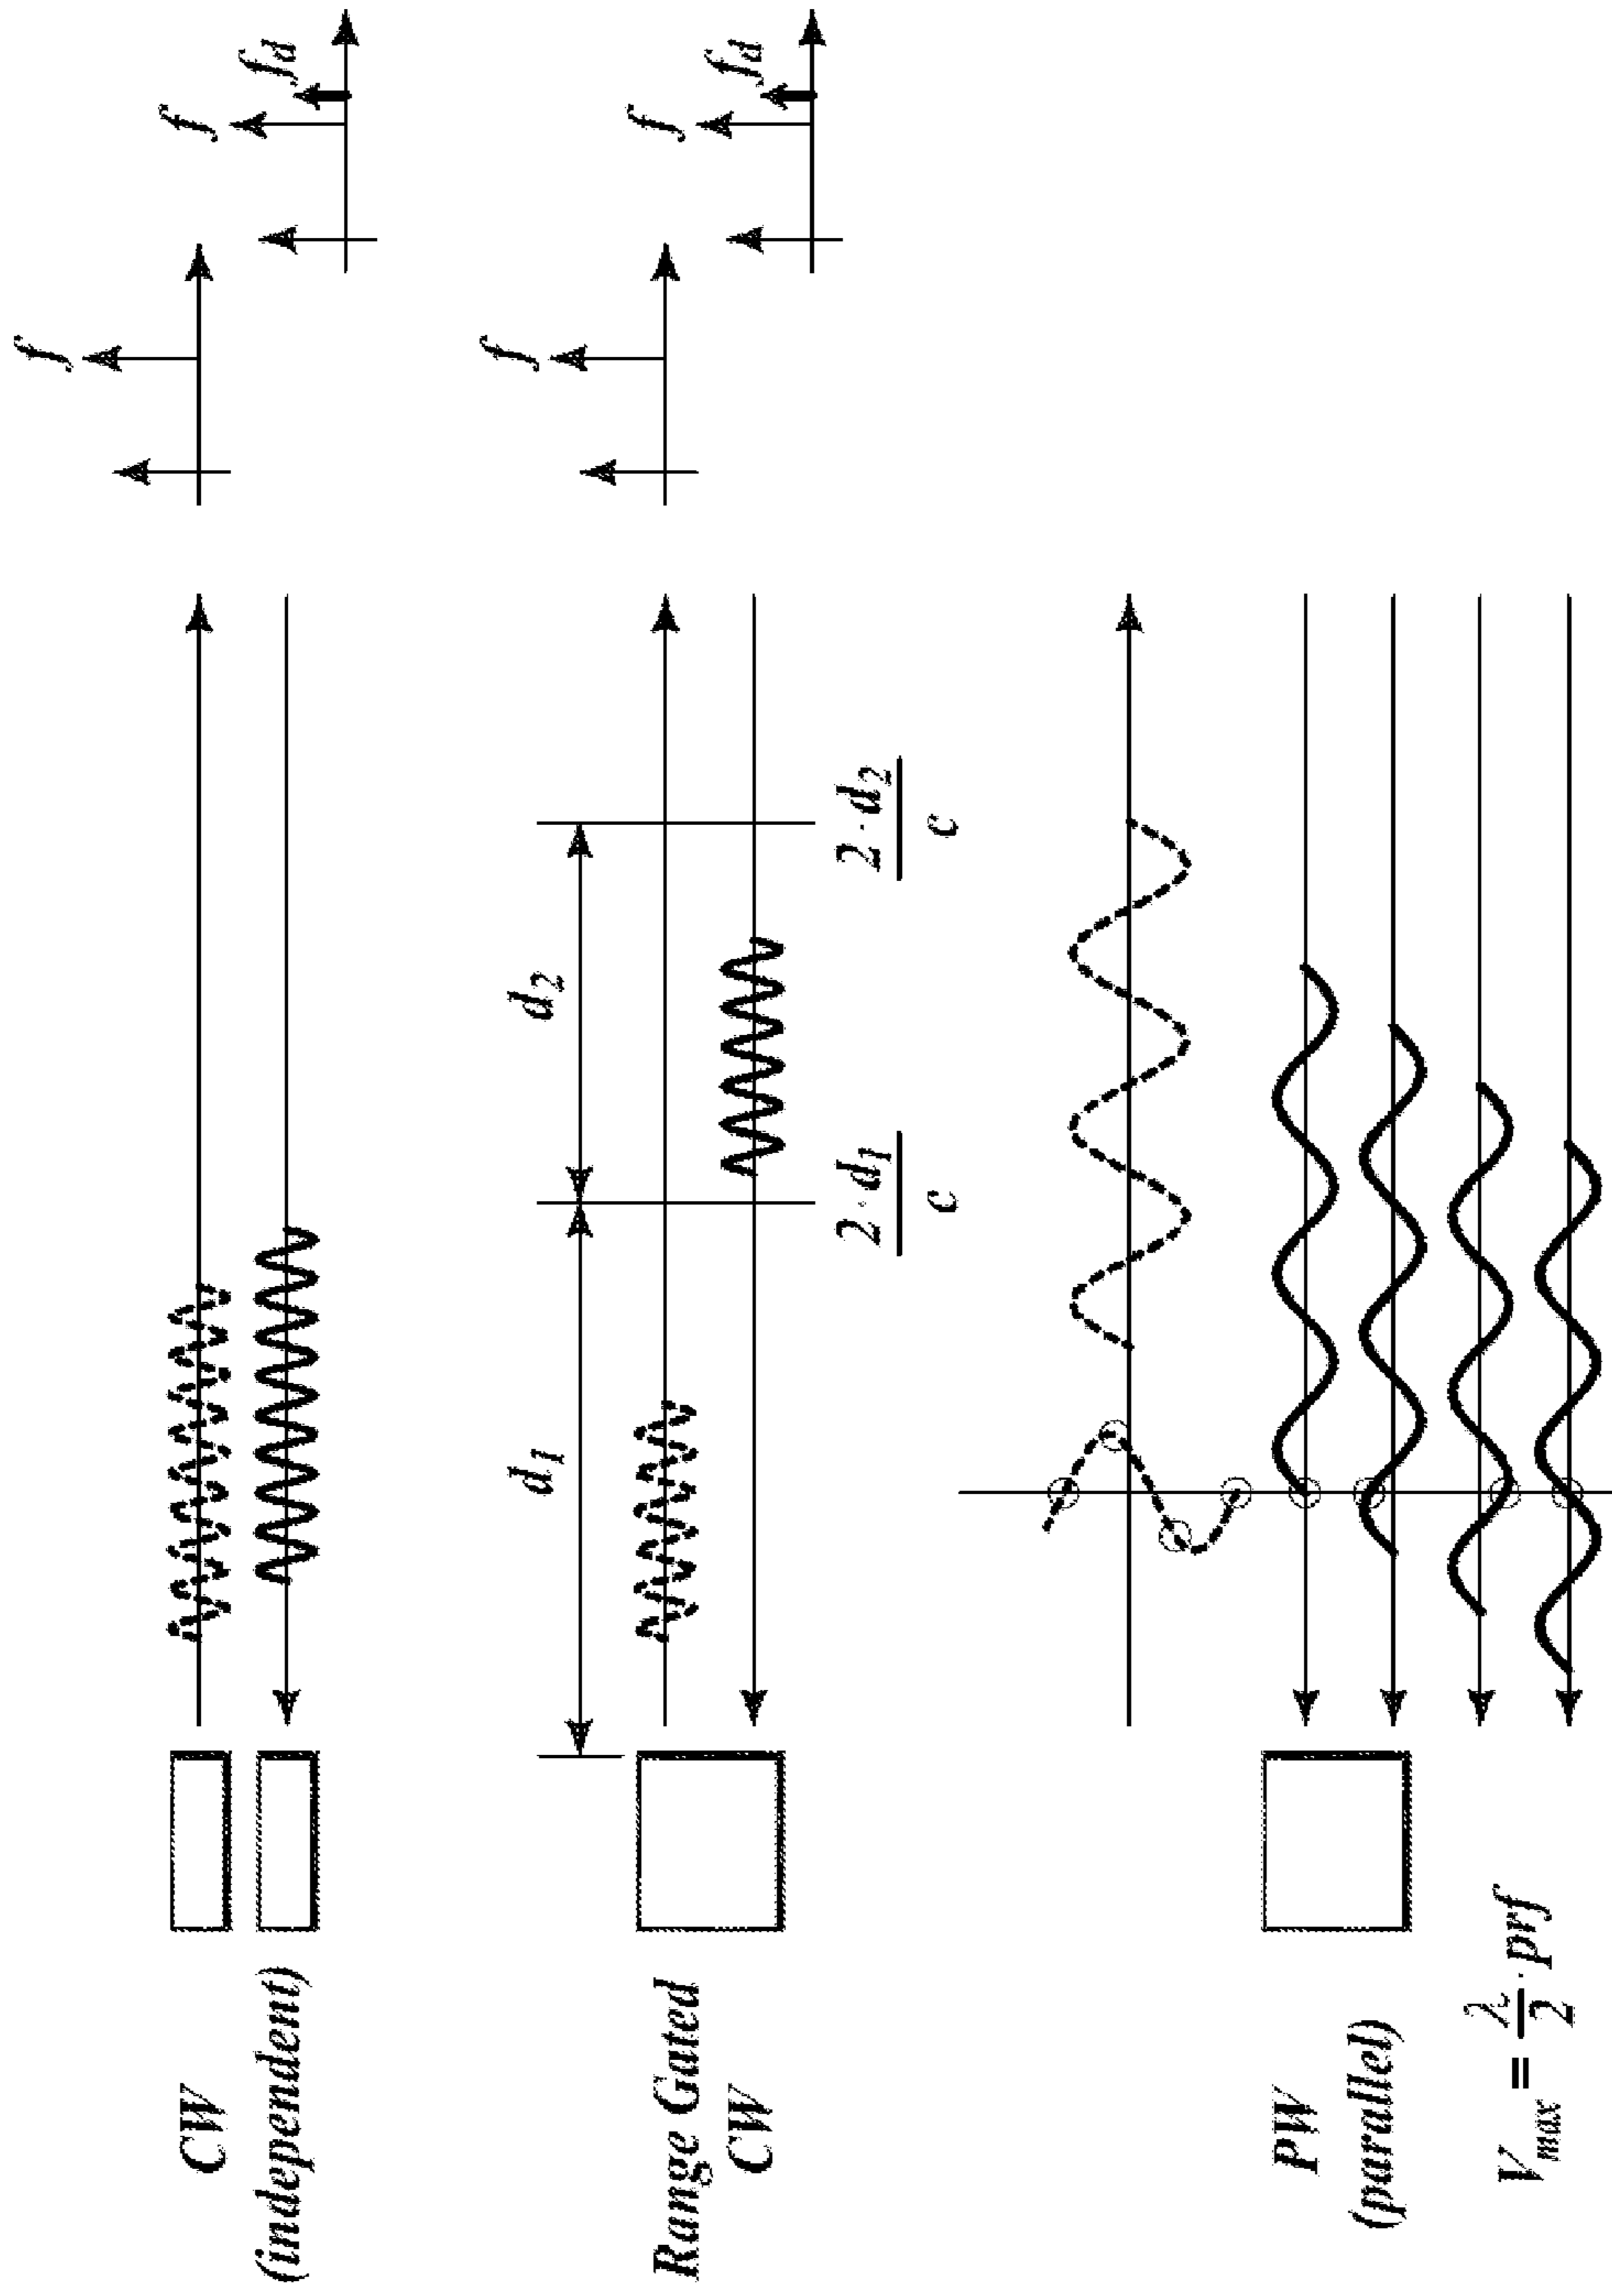 CW
(independent)
f
f
f_d
Range Gated
CW
d_1
d_2
2·d_1
c
2·d_2
c
f
f
f_d
PW
(parallel)
V_max = λ/2 · prf